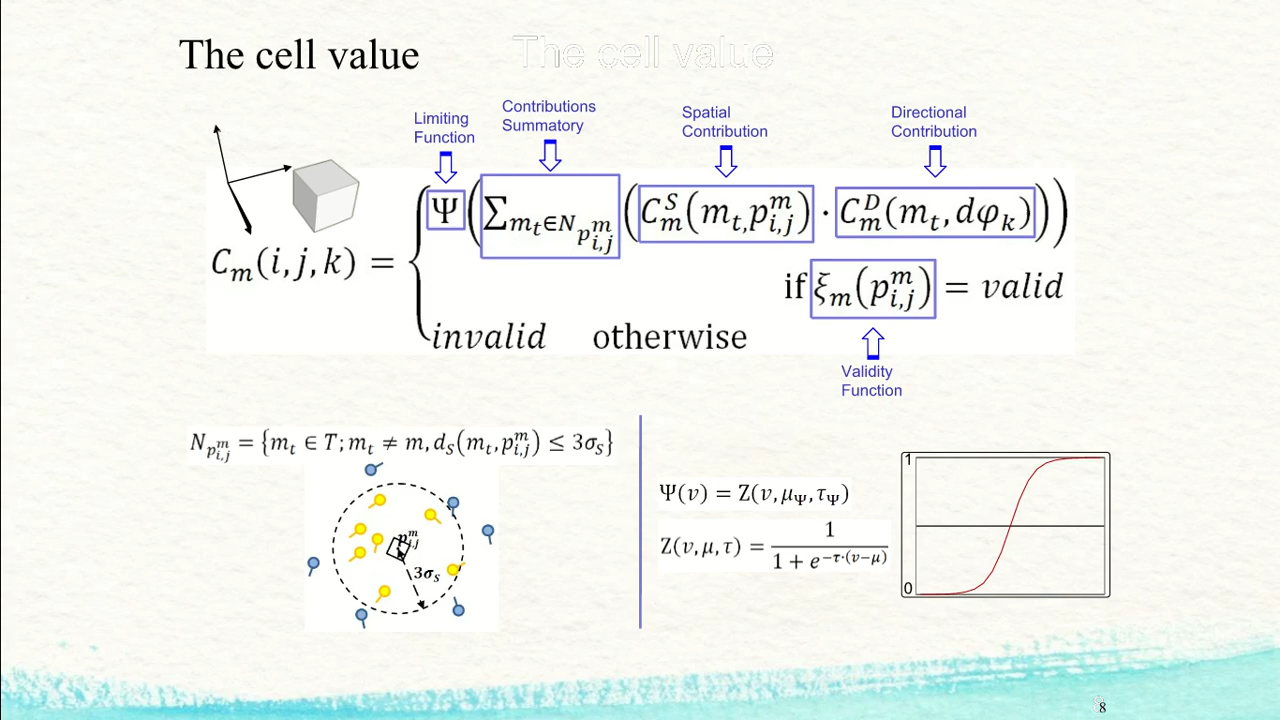 The cell value
The cell value
Limiting
Function
Contributions
Summatory
Spatial
Contribution
Directional
Contribution
C_m(i, j, k) = { Ψ(∑_{m_t∈N_{p^m_{i,j}}} (C^S_m(m_t, p^m_{i,j}) · C^D_m(m_t, dφ_k)))
if ξ_m(p^m_{i,j}) = valid
invalid otherwise
Validity
Function
N_{p^m_{i,j}} = {m_t ∈ T; m_t ≠ m, d_s(m_t, p^m_{i,j}) ≤ 3σ_s}
p^m_{i,j}
3σ_s
Ψ(v) = Z(v, μ_Ψ, τ_Ψ)
Z(v, μ, τ) = 1 / (1 + e^{−τ·(v−μ)})
1
0
8